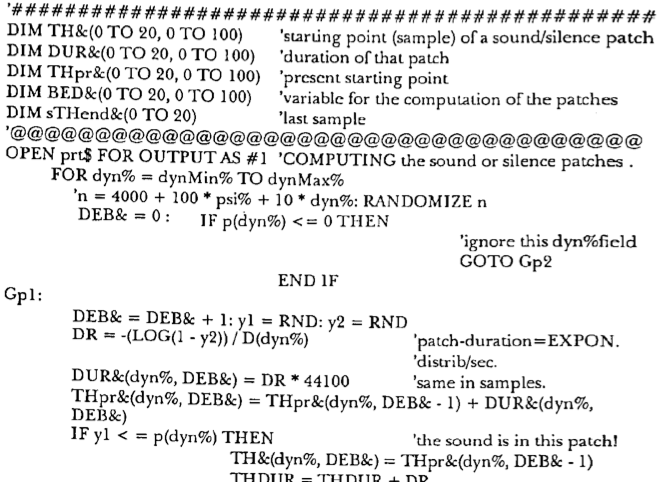 '############################################
DIM TH&(0 TO 20, 0 TO 100) 'starting point (sample) of a sound/silence patch
DIM DUR&(0 TO 20, 0 TO 100) 'duration of that patch
DIM THpr&(0 TO 20, 0 TO 100) 'present starting point
DIM BED&(0 TO 20, 0 TO 100) 'variable for the computation of the patches
DIM sTHend&(0 TO 20) 'last sample
'@@@@@@@@@@@@@@@@@@@@@@@@@@@@@@@@@@@@@
OPEN prt$ FOR OUTPUT AS #1 'COMPUTING the sound or silence patches .
FOR dyn% = dynMin% TO dynMax%
'n = 4000 + 100 * psi% + 10 * dyn%: RANDOMIZE n
DEB& = 0 : IF p(dyn%) <= 0 THEN
'ignore this dyn%field
GOTO Gp2
END IF
Gp1:
DEB& = DEB& + 1: y1 = RND: y2 = RND
DR = -(LOG(1 - y2)) / D(dyn%) 'patch-duration=EXPON.
'distrib/sec.
DUR&(dyn%, DEB&) = DR * 44100 'same in samples.
THpr&(dyn%, DEB&) = THpr&(dyn%, DEB& - 1) + DUR&(dyn%,
DEB&)
IF y1 < = p(dyn%) THEN 'the sound is in this patch!
TH&(dyn%, DEB&) = THpr&(dyn%, DEB& - 1)
THDUR = THDUR + DR